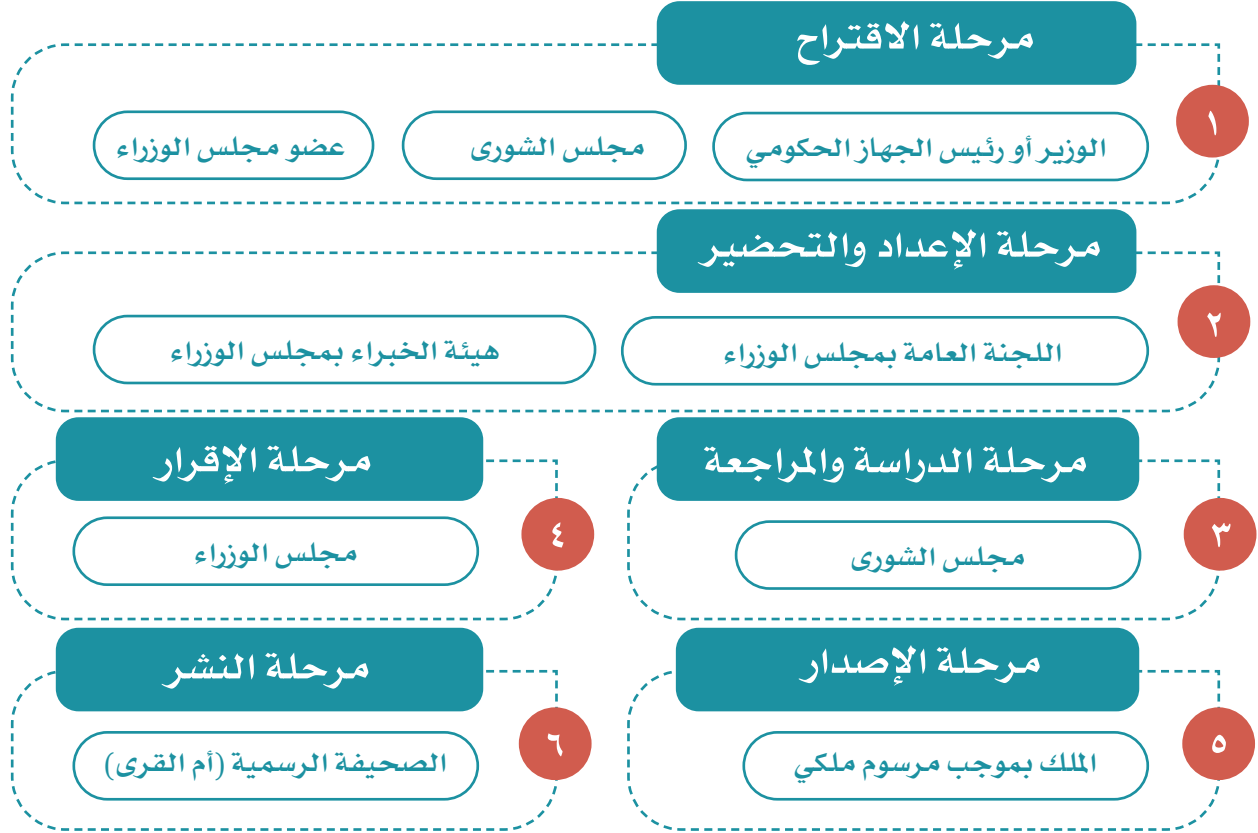 مرحلة الاقتراح
١
الوزير أو رئيس الجهاز الحكومي
مجلس الشورى
عضو مجلس الوزراء
مرحلة الإعداد والتحضير
٢
اللجنة العامة بمجلس الوزراء
هيئة الخبراء بمجلس الوزراء
مرحلة الدراسة والمراجعة
٣
مجلس الشورى
مرحلة الإقرار
٤
مجلس الوزراء
مرحلة الإصدار
٥
الملك بموجب مرسوم ملكي
مرحلة النشر
٦
الصحيفة الرسمية (أم القرى)